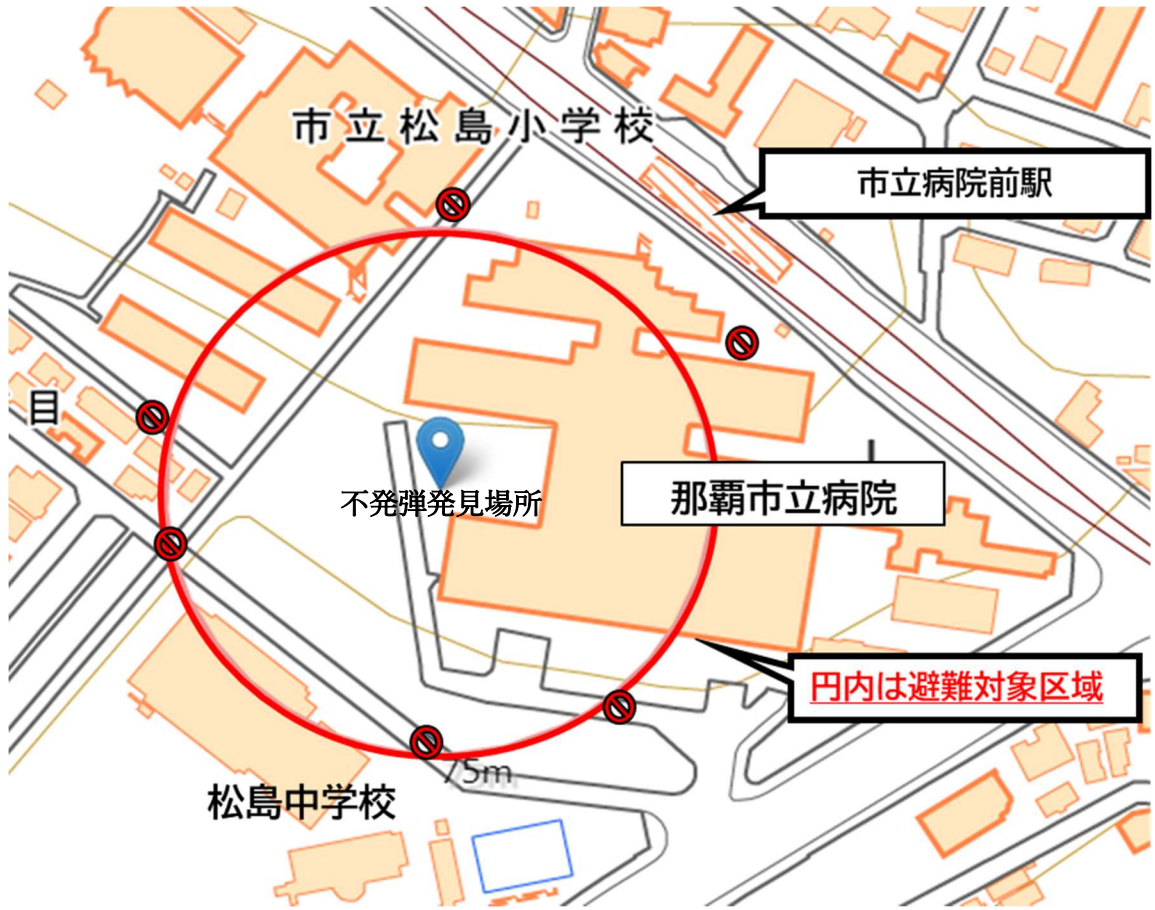 市立松島小学校
市立病院前駅
目
不発弾発見場所
那覇市立病院
円内は避難対象区域
75m
松島中学校